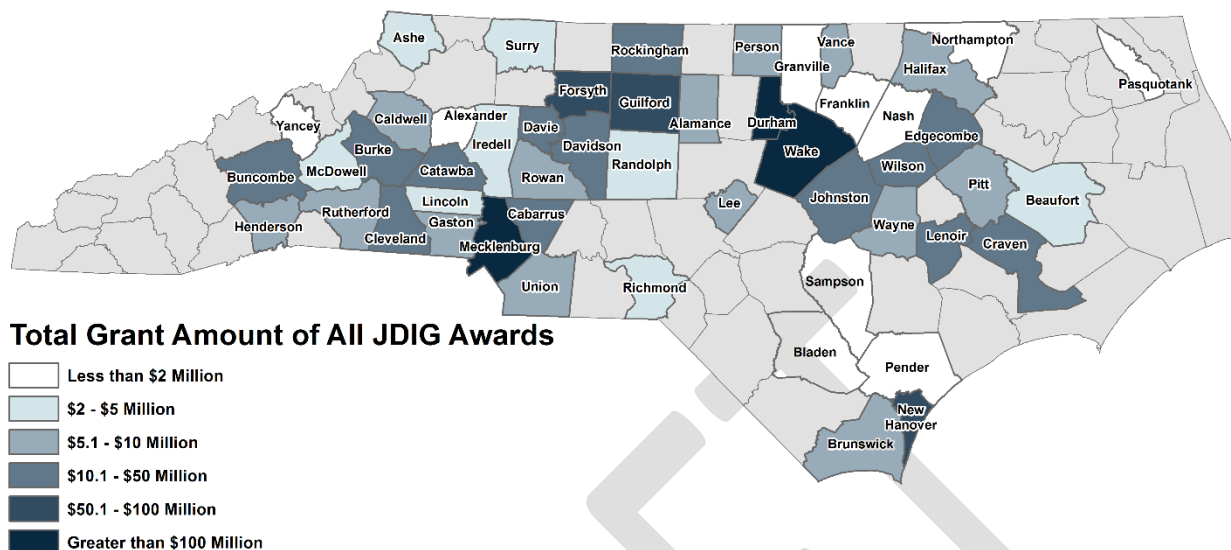 Northampton
Ashe
Surry
Rockingham
Person
Vance
Granville
Halifax
Pasquotank
Forsyth
Guilford
Franklin
Caldwell
Alexander
Davie
Alamance
Durham
Nash
Yancey
Edgecombe
Burke
Iredell
Davidson
Wake
McDowell
Catawba
Randolph
Wilson
Buncombe
Rowan
Pitt
Lincoln
Johnston
Beaufort
Rutherford
Lee
Henderson
Gaston
Cabarrus
Wayne
Cleveland
Lenoir
Craven
Mecklenburg
Union
Richmond
Sampson
Bladen
Pender
New
Hanover
Brunswick
Total Grant Amount of All JDIG Awards
Less than $2 Million
$2 - $5 Million
$5.1 - $10 Million
$10.1 - $50 Million
$50.1 - $100 Million
Greater than $100 Million